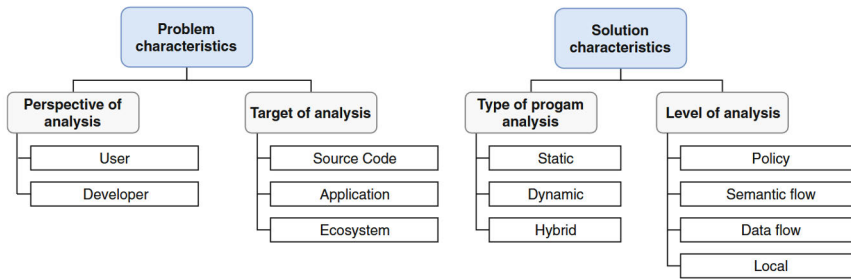 Problem
characteristics
Solution
characteristics
Perspective of
analysis
Target of analysis
Type of progam
analysis
Level of analysis
User
Source Code
Static
Policy
Developer
Application
Dynamic
Semantic flow
Ecosystem
Hybrid
Data flow
Local